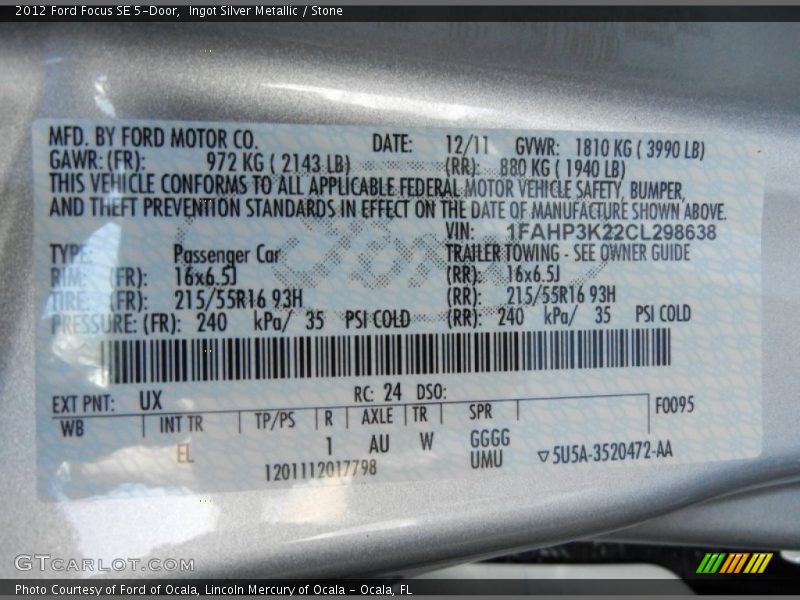 2012 Ford Focus SE 5-Door, Ingot Silver Metallic / Stone
MFD. BY FORD MOTOR CO. DATE: 12/11 GVWR: 1810 KG ( 3990 LB)
GAWR: (FR): 972 KG ( 2143 LB) (RR): 880 KG ( 1940 LB)
THIS VEHICLE CONFORMS TO ALL APPLICABLE FEDERAL MOTOR VEHICLE SAFETY, BUMPER,
AND THEFT PREVENTION STANDARDS IN EFFECT ON THE DATE OF MANUFACTURE SHOWN ABOVE.
VIN: 1FAHP3K22CL298638
TYPE: Passenger Car TRAILER TOWING - SEE OWNER GUIDE
RIM: (FR): 16x6.5J (RR): 16x6.5J
TIRE: (FR): 215/55R16 93H (RR): 215/55R16 93H
PRESSURE: (FR): 240 kPa/ 35 PSI COLD (RR): 240 kPa/ 35 PSI COLD
EXT PNT: UX RC: 24 DSO: F0095
WB INT TR TP/PS R AXLE TR SPR
EL 1 AU W GGGG
1201112017798 UMU ▽5U5A-3520472-AA
GTCARLOT.COM
Photo Courtesy of Ford of Ocala, Lincoln Mercury of Ocala - Ocala, FL